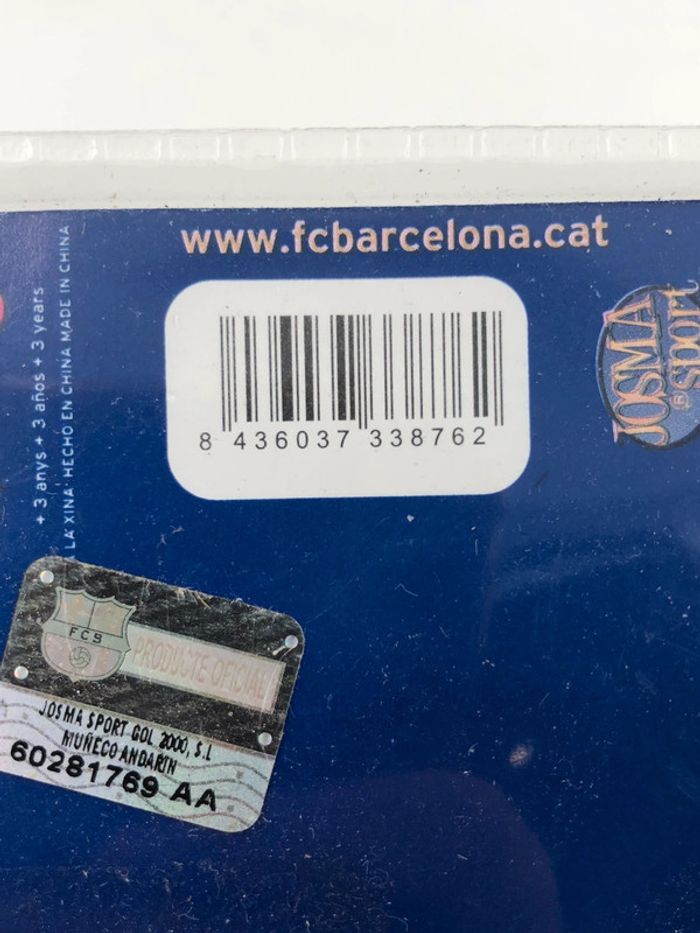 www.fcbarcelona.cat
JOSMA
sport
®
8 436037 338762
+ 3 anys + 3 años + 3 years
LA XINA HECHO EN CHINA MADE IN CHINA
FCB
PRODUCTE OFICIAL
JOSMA SPORT GOL 2000, S.L
MUÑECO ANDARIN
60281769 AA